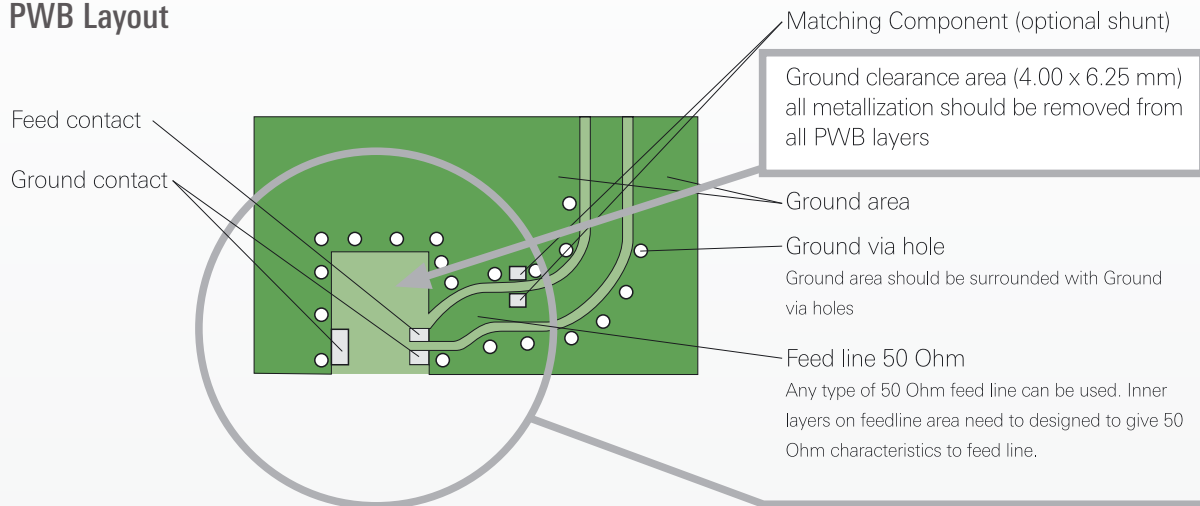 PWB Layout
Matching Component (optional shunt)
Ground clearance area (4.00 x 6.25 mm)
all metallization should be removed from
all PWB layers
Feed contact
Ground contact
Ground area
Ground via hole
Ground area should be surrounded with Ground
via holes
Feed line 50 Ohm
Any type of 50 Ohm feed line can be used. Inner
layers on feedline area need to designed to give 50
Ohm characteristics to feed line.